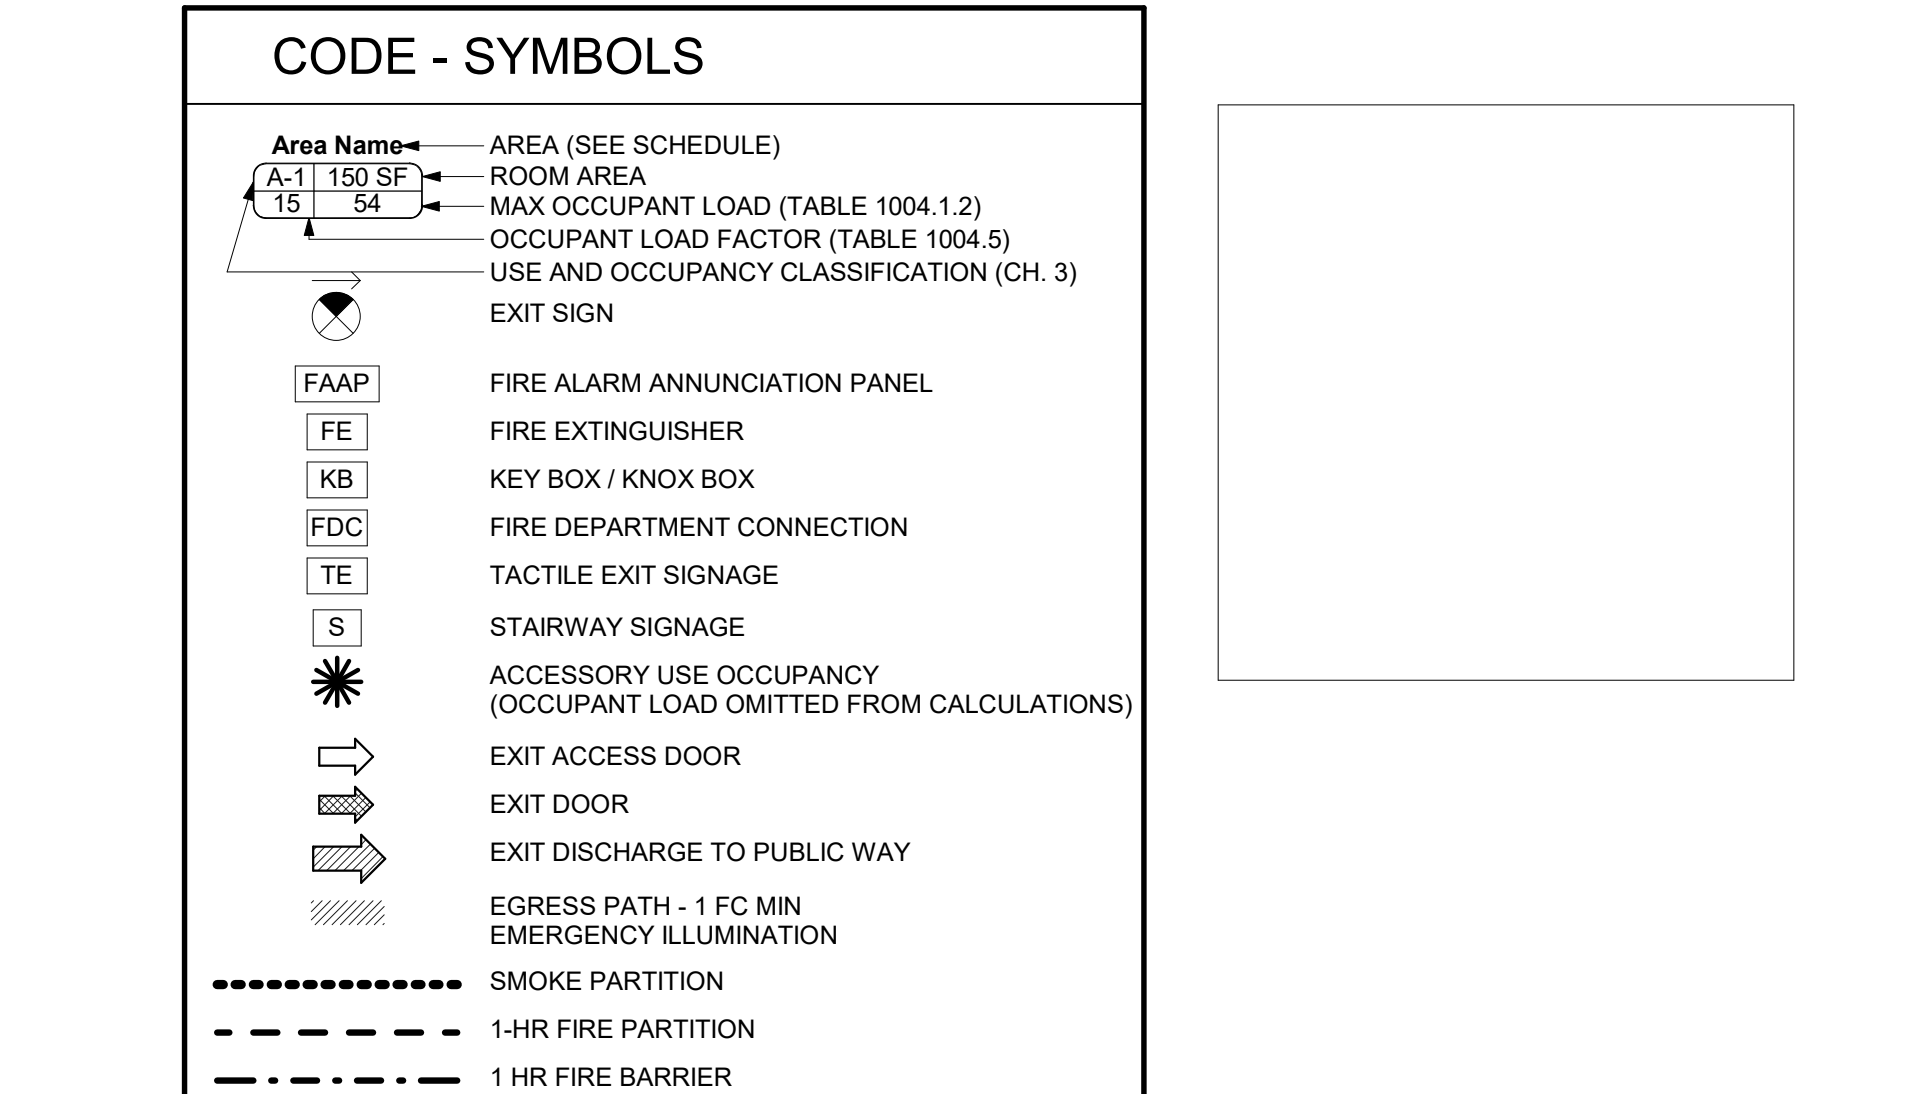 CODE - SYMBOLS
Area Name AREA (SEE SCHEDULE)
A-1 150 SF ROOM AREA
15 54 MAX OCCUPANT LOAD (TABLE 1004.1.2)
OCCUPANT LOAD FACTOR (TABLE 1004.5)
USE AND OCCUPANCY CLASSIFICATION (CH. 3)
EXIT SIGN
FAAP FIRE ALARM ANNUNCIATION PANEL
FE FIRE EXTINGUISHER
KB KEY BOX / KNOX BOX
FDC FIRE DEPARTMENT CONNECTION
TE TACTILE EXIT SIGNAGE
S STAIRWAY SIGNAGE
ACCESSORY USE OCCUPANCY
(OCCUPANT LOAD OMITTED FROM CALCULATIONS)
EXIT ACCESS DOOR
EXIT DOOR
EXIT DISCHARGE TO PUBLIC WAY
EGRESS PATH - 1 FC MIN
EMERGENCY ILLUMINATION
SMOKE PARTITION
1-HR FIRE PARTITION
1 HR FIRE BARRIER